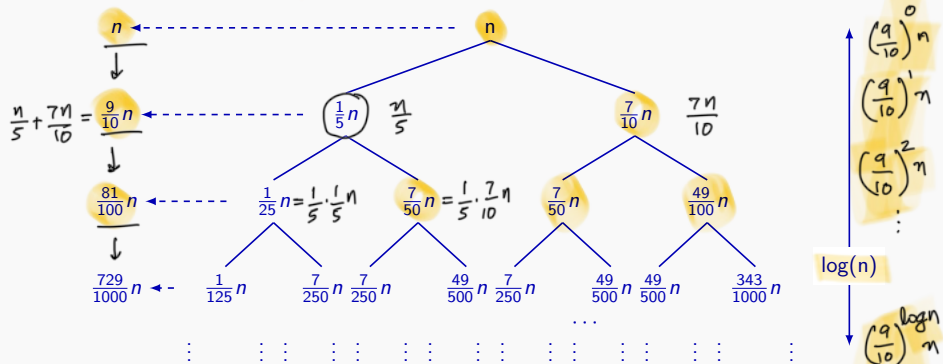 n n (9/10)^0 n
n/5 + 7n/10 = 9/10 n 1/5 n n/5 7/10 n 7n/10 (9/10)^1 n
81/100 n 1/25 n = 1/5 · 1/5 n 7/50 n = 1/5 · 7/10 n 7/50 n 49/100 n (9/10)^2 n
⋮
log(n)
729/1000 n 1/125 n 7/250 n 7/250 n 49/500 n 7/250 n 49/500 n 49/500 n 343/1000 n
...
⋮ ⋮ ⋮ ⋮ ⋮ ⋮ ⋮ ⋮ ⋮ ⋮ ⋮ ⋮ ⋮ ⋮ (9/10)^logn n